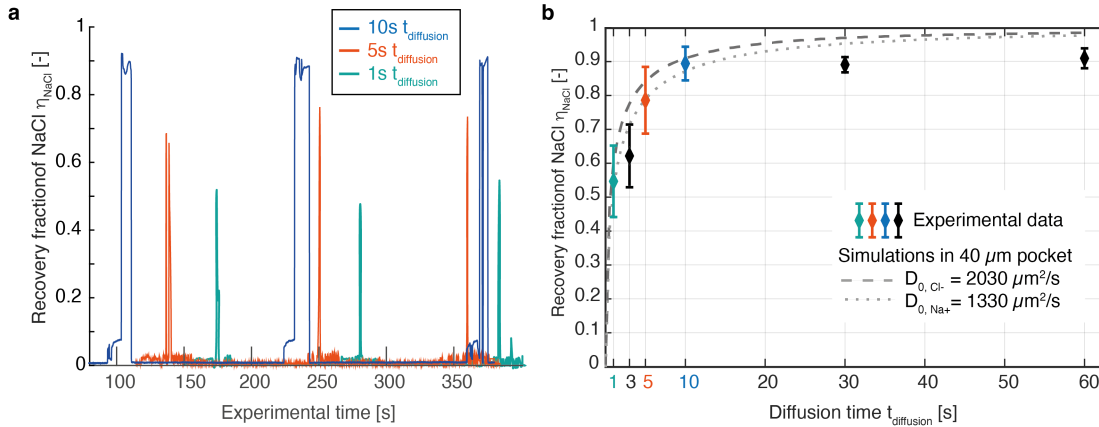 a
1
0.8
0.6
0.4
0.2
0
Recovery fractionof NaCl ηNaCl [-]
10s tdiffusion
5s tdiffusion
1s tdiffusion
100
150
200
250
300
350
Experimental time [s]
b
1
0.9
0.8
0.7
0.6
0.5
0.4
0.3
0.2
0.1
0
Recovery fractionof NaCl ηNaCl [-]
Experimental data
Simulations in 40 µm pocket
D0, Cl- = 2030 µm²/s
D0, Na+ = 1330 µm²/s
1 3 5 10 20 30 40 50 60
Diffusion time tdiffusion [s]